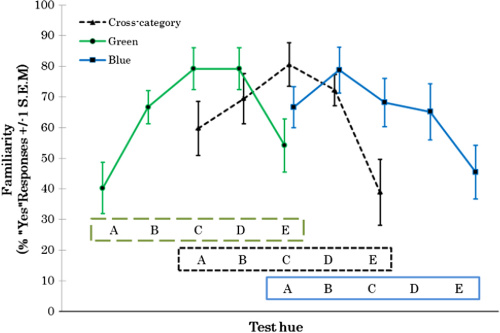 100
90
80
70
60
50
40
30
20
10
0
Familiarity
(% "Yes"Responses +/-1 S.E.M)
Cross-category
Green
Blue
A B C D E
A B C D E
A B C D E
Test hue